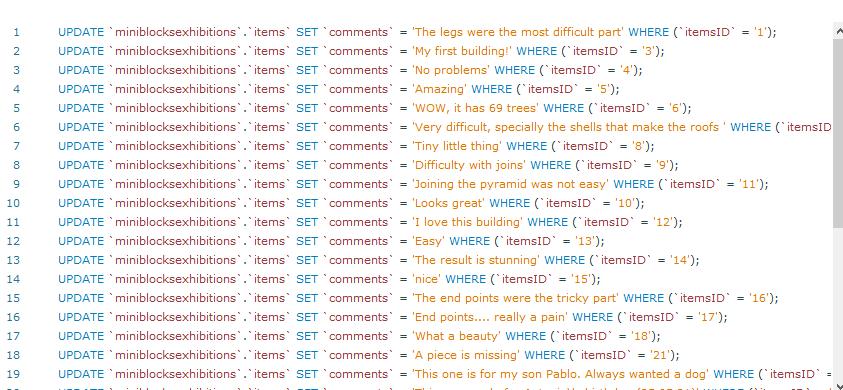 1 UPDATE `miniblocksexhibitions`.`items` SET `comments` = 'The legs were the most difficult part' WHERE (`itemsID` = '1');
2 UPDATE `miniblocksexhibitions`.`items` SET `comments` = 'My first building!' WHERE (`itemsID` = '3');
3 UPDATE `miniblocksexhibitions`.`items` SET `comments` = 'No problems' WHERE (`itemsID` = '4');
4 UPDATE `miniblocksexhibitions`.`items` SET `comments` = 'Amazing' WHERE (`itemsID` = '5');
5 UPDATE `miniblocksexhibitions`.`items` SET `comments` = 'WOW, it has 69 trees' WHERE (`itemsID` = '6');
6 UPDATE `miniblocksexhibitions`.`items` SET `comments` = 'Very difficult, specially the shells that make the roofs ' WHERE (`itemsID
7 UPDATE `miniblocksexhibitions`.`items` SET `comments` = 'Tiny little thing' WHERE (`itemsID` = '8');
8 UPDATE `miniblocksexhibitions`.`items` SET `comments` = 'Difficulty with joins' WHERE (`itemsID` = '9');
9 UPDATE `miniblocksexhibitions`.`items` SET `comments` = 'Joining the pyramid was not easy' WHERE (`itemsID` = '11');
10 UPDATE `miniblocksexhibitions`.`items` SET `comments` = 'Looks great' WHERE (`itemsID` = '10');
11 UPDATE `miniblocksexhibitions`.`items` SET `comments` = 'I love this building' WHERE (`itemsID` = '12');
12 UPDATE `miniblocksexhibitions`.`items` SET `comments` = 'Easy' WHERE (`itemsID` = '13');
13 UPDATE `miniblocksexhibitions`.`items` SET `comments` = 'The result is stunning' WHERE (`itemsID` = '14');
14 UPDATE `miniblocksexhibitions`.`items` SET `comments` = 'nice' WHERE (`itemsID` = '15');
15 UPDATE `miniblocksexhibitions`.`items` SET `comments` = 'The end points were the tricky part' WHERE (`itemsID` = '16');
16 UPDATE `miniblocksexhibitions`.`items` SET `comments` = 'End points.... really a pain' WHERE (`itemsID` = '17');
17 UPDATE `miniblocksexhibitions`.`items` SET `comments` = 'What a beauty' WHERE (`itemsID` = '18');
18 UPDATE `miniblocksexhibitions`.`items` SET `comments` = 'A piece is missing' WHERE (`itemsID` = '21');
19 UPDATE `miniblocksexhibitions`.`items` SET `comments` = 'This one is for my son Pablo. Always wanted a dog' WHERE (`itemsID` =